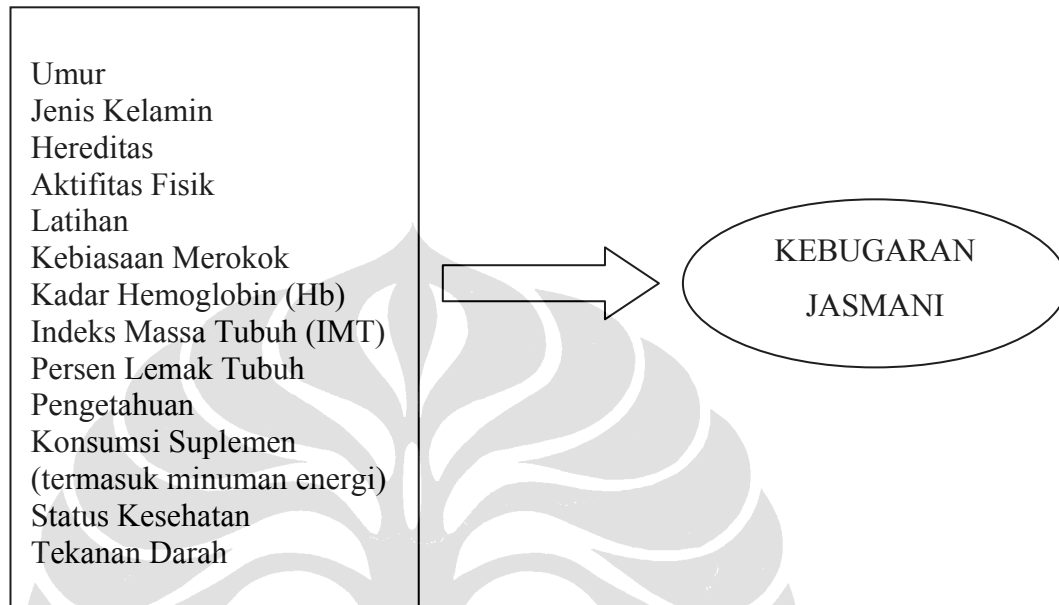 Umur
Jenis Kelamin
Hereditas
Aktifitas Fisik
Latihan
Kebiasaan Merokok
Kadar Hemoglobin (Hb)
Indeks Massa Tubuh (IMT)
Persen Lemak Tubuh
Pengetahuan
Konsumsi Suplemen
(termasuk minuman energi)
Status Kesehatan
Tekanan Darah
KEBUGARAN
JASMANI